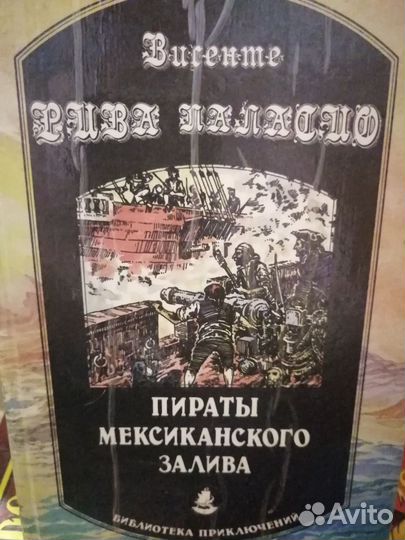 Висенте
РИВА ПАЛАСИО
ПИРАТЫ
МЕКСИКАНСКОГО
ЗАЛИВА
БИБЛИОТЕКА ПРИКЛЮЧЕНИЙ
Avito